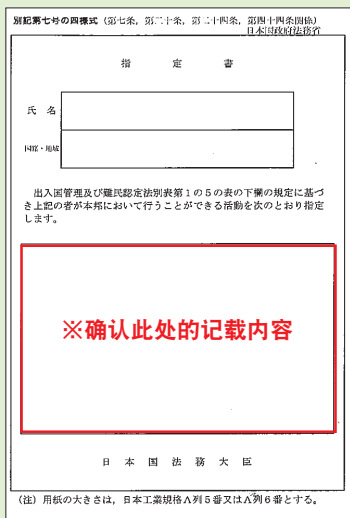 別記第七号の四様式（第七条，第二十条，第二十四条，第四十四条関係）
日本国政府法務省
指　定　書
氏　名
国籍・地域
出入国管理及び難民認定法別表第１の５の表の下欄の規定に基づ
き上記の者が本邦において行うことができる活動を次のとおり指定
します。
※确认此处的记载内容
日　本　国　法　務　大　臣
（注）用紙の大きさは，日本工業規格Ａ列５番又はＡ列６番とする。